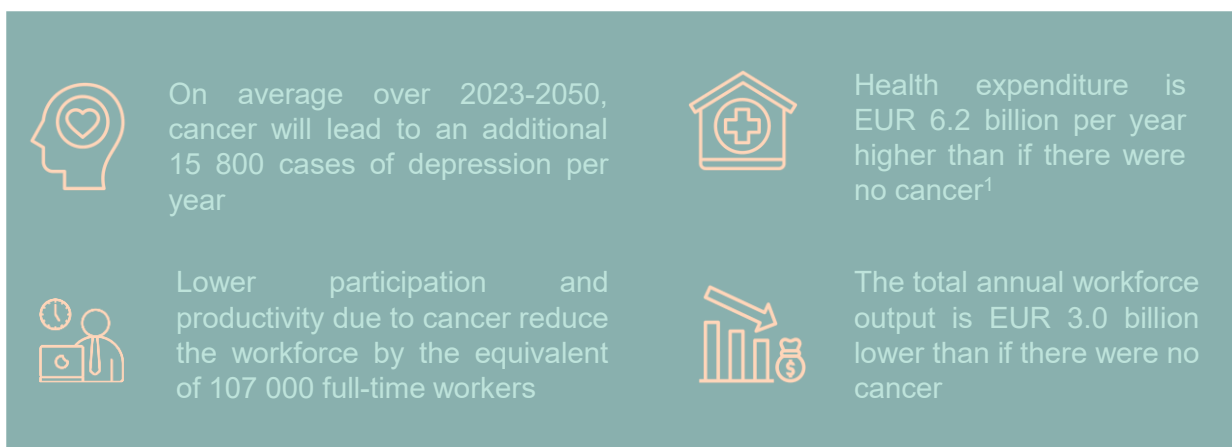 On average over 2023-2050,
cancer will lead to an additional
15 800 cases of depression per
year
Health expenditure is
EUR 6.2 billion per year
higher than if there were
no cancer¹
Lower participation and
productivity due to cancer reduce
the workforce by the equivalent
of 107 000 full-time workers
The total annual workforce
output is EUR 3.0 billion
lower than if there were no
cancer
$